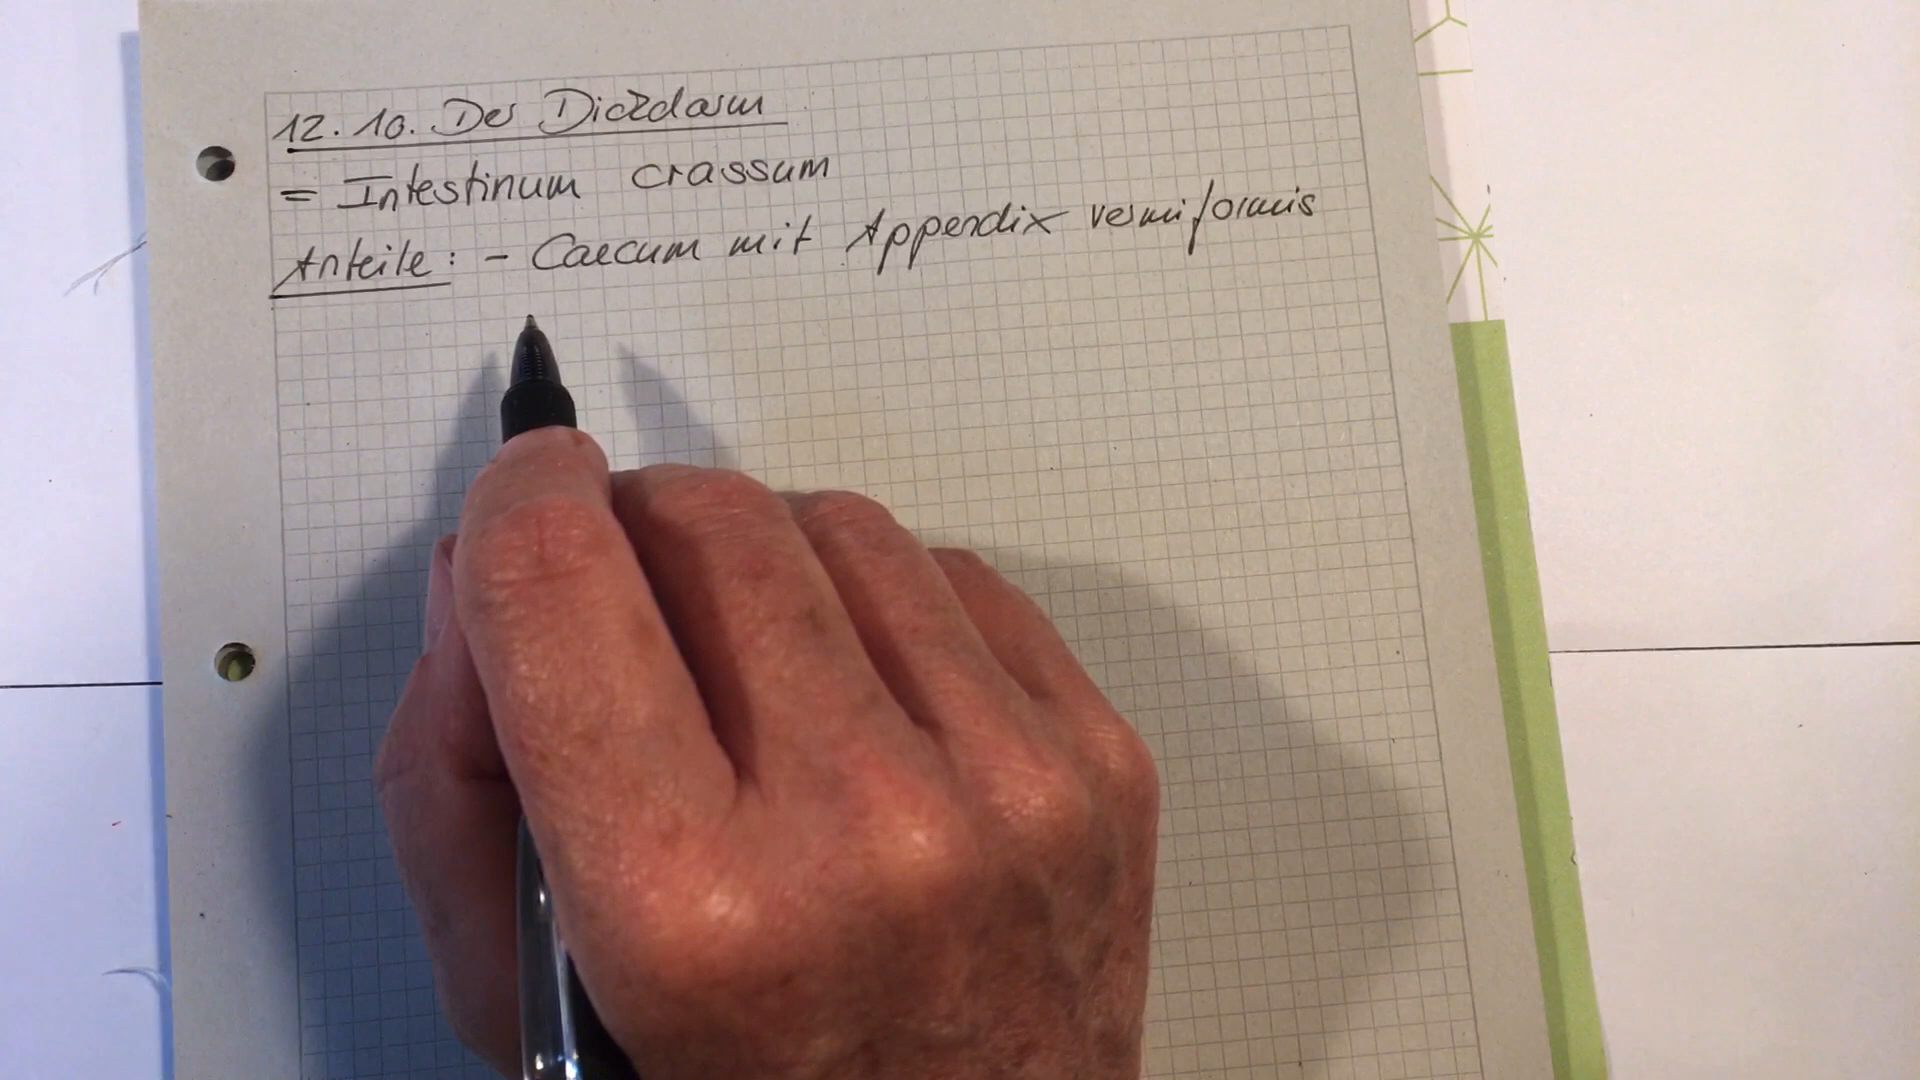 12.10. Der Dickdarm
= Intestinum crassum
Anteile: - Caecum mit Appendix vermiformis